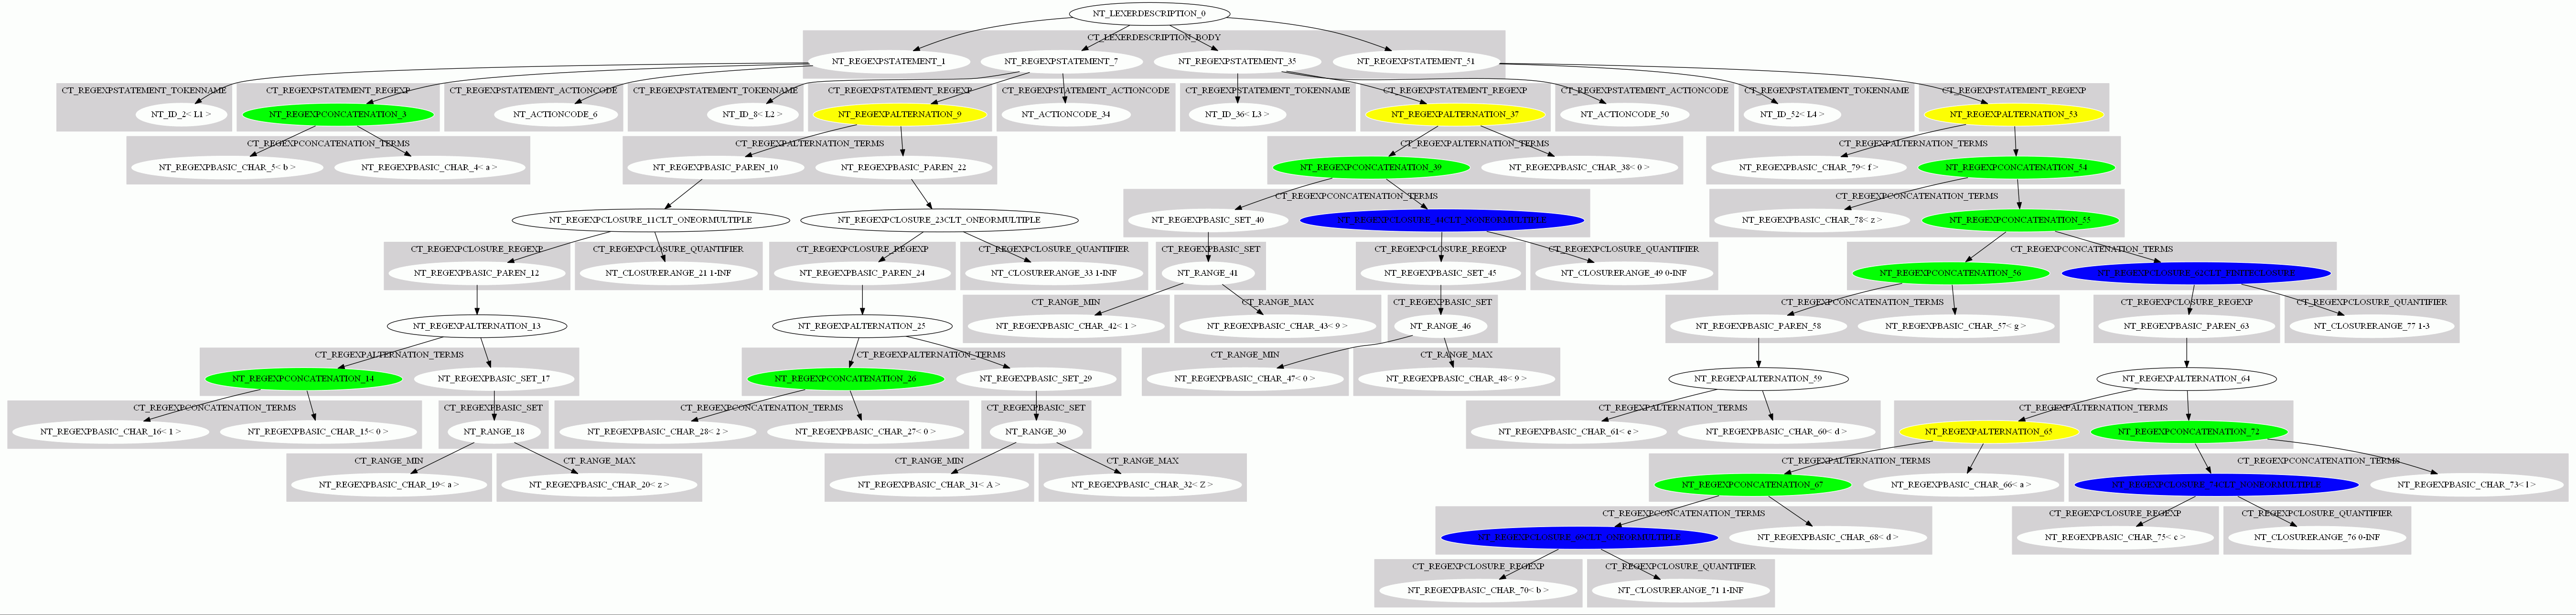 NT_LEXERDESCRIPTION_0
CT_LEXERDESCRIPTION_BODY
NT_REGEXPSTATEMENT_1 NT_REGEXPSTATEMENT_7 NT_REGEXPSTATEMENT_35 NT_REGEXPSTATEMENT_51
CT_REGEXPSTATEMENT_TOKENNAME CT_REGEXPSTATEMENT_REGEXP CT_REGEXPSTATEMENT_ACTIONCODE CT_REGEXPSTATEMENT_TOKENNAME CT_REGEXPSTATEMENT_REGEXP CT_REGEXPSTATEMENT_ACTIONCODE CT_REGEXPSTATEMENT_TOKENNAME CT_REGEXPSTATEMENT_REGEXP CT_REGEXPSTATEMENT_ACTIONCODE CT_REGEXPSTATEMENT_TOKENNAME CT_REGEXPSTATEMENT_REGEXP
NT_ID_2< L1 > NT_REGEXPCONCATENATION_3 NT_ACTIONCODE_6 NT_ID_8< L2 > NT_REGEXPALTERNATION_9 NT_ACTIONCODE_34 NT_ID_36< L3 > NT_REGEXPALTERNATION_37 NT_ACTIONCODE_50 NT_ID_52< L4 > NT_REGEXPALTERNATION_53
CT_REGEXPCONCATENATION_TERMS CT_REGEXPALTERNATION_TERMS CT_REGEXPALTERNATION_TERMS CT_REGEXPALTERNATION_TERMS
NT_REGEXPBASIC_CHAR_5< b > NT_REGEXPBASIC_CHAR_4< a > NT_REGEXPBASIC_PAREN_10 NT_REGEXPBASIC_PAREN_22 NT_REGEXPCONCATENATION_39 NT_REGEXPBASIC_CHAR_38< 0 > NT_REGEXPBASIC_CHAR_79< f > NT_REGEXPCONCATENATION_54
CT_REGEXPCONCATENATION_TERMS CT_REGEXPCONCATENATION_TERMS
NT_REGEXPCLOSURE_11CLT_ONEORMULTIPLE NT_REGEXPCLOSURE_23CLT_ONEORMULTIPLE NT_REGEXPBASIC_SET_40 NT_REGEXPCLOSURE_44CLT_NONEORMULTIPLE NT_REGEXPBASIC_CHAR_78< z > NT_REGEXPCONCATENATION_55
CT_REGEXPCLOSURE_REGEXP CT_REGEXPCLOSURE_QUANTIFIER CT_REGEXPCLOSURE_REGEXP CT_REGEXPCLOSURE_QUANTIFIER CT_REGEXPBASIC_SET CT_REGEXPCLOSURE_REGEXP CT_REGEXPCLOSURE_QUANTIFIER CT_REGEXPCONCATENATION_TERMS
NT_REGEXPBASIC_PAREN_12 NT_CLOSURERANGE_21 1-INF NT_REGEXPBASIC_PAREN_24 NT_CLOSURERANGE_33 1-INF NT_RANGE_41 NT_REGEXPBASIC_SET_45 NT_CLOSURERANGE_49 0-INF NT_REGEXPCONCATENATION_56 NT_REGEXPCLOSURE_62CLT_FINITECLOSURE
CT_RANGE_MIN CT_RANGE_MAX CT_REGEXPBASIC_SET CT_REGEXPCONCATENATION_TERMS CT_REGEXPCLOSURE_REGEXP CT_REGEXPCLOSURE_QUANTIFIER
NT_REGEXPALTERNATION_13 NT_REGEXPALTERNATION_25 NT_REGEXPBASIC_CHAR_42< 1 > NT_REGEXPBASIC_CHAR_43< 9 > NT_RANGE_46 NT_REGEXPBASIC_PAREN_58 NT_REGEXPBASIC_CHAR_57< g > NT_REGEXPBASIC_PAREN_63 NT_CLOSURERANGE_77 1-3
CT_REGEXPALTERNATION_TERMS CT_REGEXPALTERNATION_TERMS CT_RANGE_MIN CT_RANGE_MAX
NT_REGEXPCONCATENATION_14 NT_REGEXPBASIC_SET_17 NT_REGEXPCONCATENATION_26 NT_REGEXPBASIC_SET_29 NT_REGEXPBASIC_CHAR_47< 0 > NT_REGEXPBASIC_CHAR_48< 9 > NT_REGEXPALTERNATION_59 NT_REGEXPALTERNATION_64
CT_REGEXPCONCATENATION_TERMS CT_REGEXPBASIC_SET CT_REGEXPCONCATENATION_TERMS CT_REGEXPBASIC_SET CT_REGEXPALTERNATION_TERMS CT_REGEXPALTERNATION_TERMS
NT_REGEXPBASIC_CHAR_16< 1 > NT_REGEXPBASIC_CHAR_15< 0 > NT_RANGE_18 NT_REGEXPBASIC_CHAR_28< 2 > NT_REGEXPBASIC_CHAR_27< 0 > NT_RANGE_30 NT_REGEXPBASIC_CHAR_61< e > NT_REGEXPBASIC_CHAR_60< d > NT_REGEXPALTERNATION_65 NT_REGEXPCONCATENATION_72
CT_RANGE_MIN CT_RANGE_MAX CT_RANGE_MIN CT_RANGE_MAX CT_REGEXPALTERNATION_TERMS CT_REGEXPCONCATENATION_TERMS
NT_REGEXPBASIC_CHAR_19< a > NT_REGEXPBASIC_CHAR_20< z > NT_REGEXPBASIC_CHAR_31< A > NT_REGEXPBASIC_CHAR_32< Z > NT_REGEXPCONCATENATION_67 NT_REGEXPBASIC_CHAR_66< a > NT_REGEXPCLOSURE_74CLT_NONEORMULTIPLE NT_REGEXPBASIC_CHAR_73< l >
CT_REGEXPCONCATENATION_TERMS CT_REGEXPCLOSURE_REGEXP CT_REGEXPCLOSURE_QUANTIFIER
NT_REGEXPCLOSURE_69CLT_ONEORMULTIPLE NT_REGEXPBASIC_CHAR_68< d > NT_REGEXPBASIC_CHAR_75< c > NT_CLOSURERANGE_76 0-INF
CT_REGEXPCLOSURE_REGEXP CT_REGEXPCLOSURE_QUANTIFIER
NT_REGEXPBASIC_CHAR_70< b > NT_CLOSURERANGE_71 1-INF